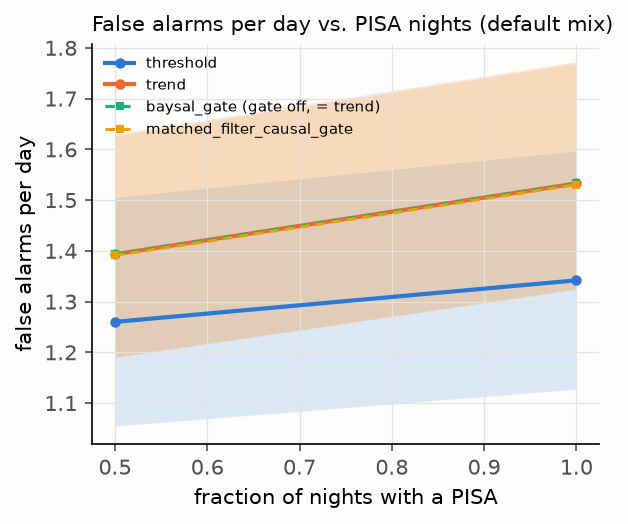 False alarms per day vs. PISA nights (default mix)
threshold
trend
baysal_gate (gate off, = trend)
matched_filter_causal_gate
false alarms per day
1.8
1.7
1.6
1.5
1.4
1.3
1.2
1.1
0.5 0.6 0.7 0.8 0.9 1.0
fraction of nights with a PISA